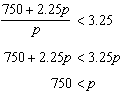 (750 + 2.25p)/p < 3.25
750 + 2.25p < 3.25p
750 < p